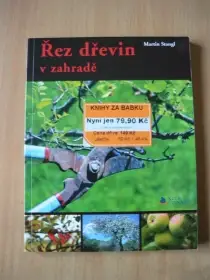 Martin Stangl
Řez dřevin
v zahradě
KNIHY ZA BABKU
Nyní jen 79,90 Kč